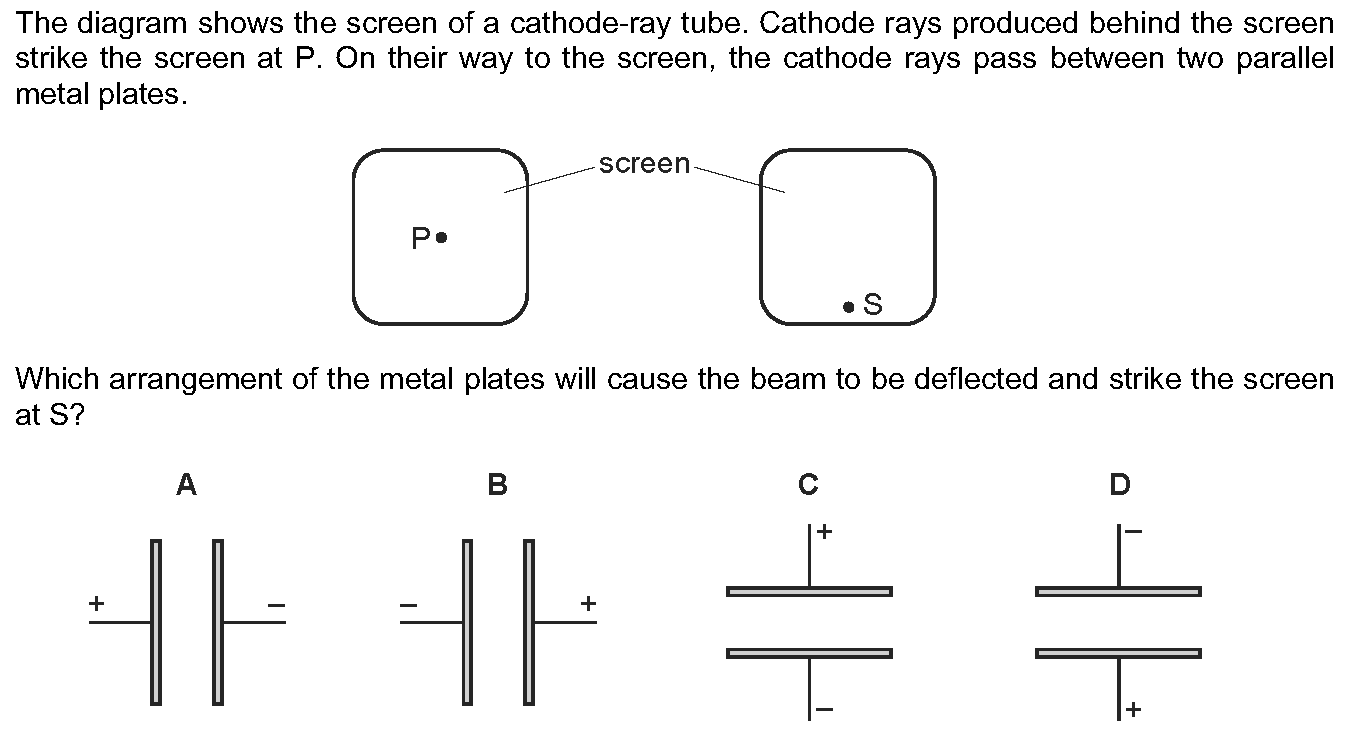 The diagram shows the screen of a cathode-ray tube. Cathode rays produced behind the screen
strike the screen at P. On their way to the screen, the cathode rays pass between two parallel
metal plates.
screen
P
S
Which arrangement of the metal plates will cause the beam to be deflected and strike the screen
at S?
A B C D
+ –
– +
+
–
–
+